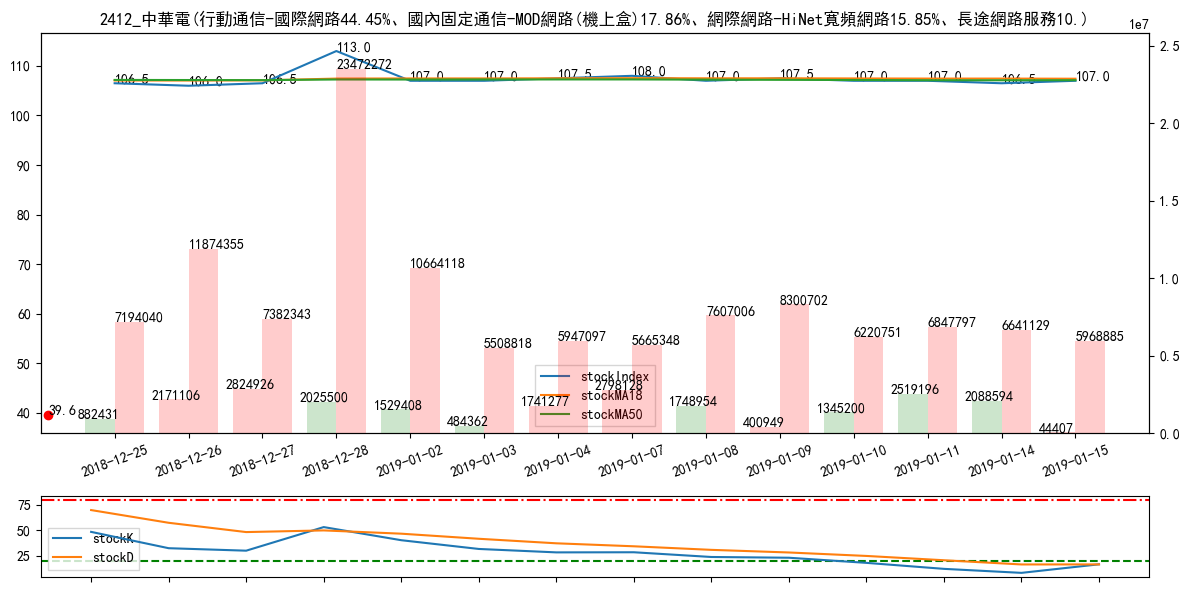 2412_中華電(行動通信-國際網路44.45%、國內固定通信-MOD網路(機上盒)17.86%、網際網路-HiNet寬頻網路15.85%、長途網路服務10.)
1e7
113.0
106.5 106.0 106.5 107.0 107.0 107.5 108.0 107.0 107.5 107.0 107.0 106.5 107.0
23472272
11874355
10664118
7194040 7382343 5508818 5947097 5665348 7607006 8300702 6220751 6847797 6641129 5968885
882431 2171106 2824926 2025500 1529408 484362 1741277 2798128 1748954 400949 1345200 2519196 2088594 44407
39.6
110
100
90
80
70
60
50
40
2.5
2.0
1.5
1.0
0.5
0.0
stockIndex
stockMA18
stockMA50
2018-12-25 2018-12-26 2018-12-27 2018-12-28 2019-01-02 2019-01-03 2019-01-04 2019-01-07 2019-01-08 2019-01-09 2019-01-10 2019-01-11 2019-01-14 2019-01-15
75
50
25
stockK
stockD